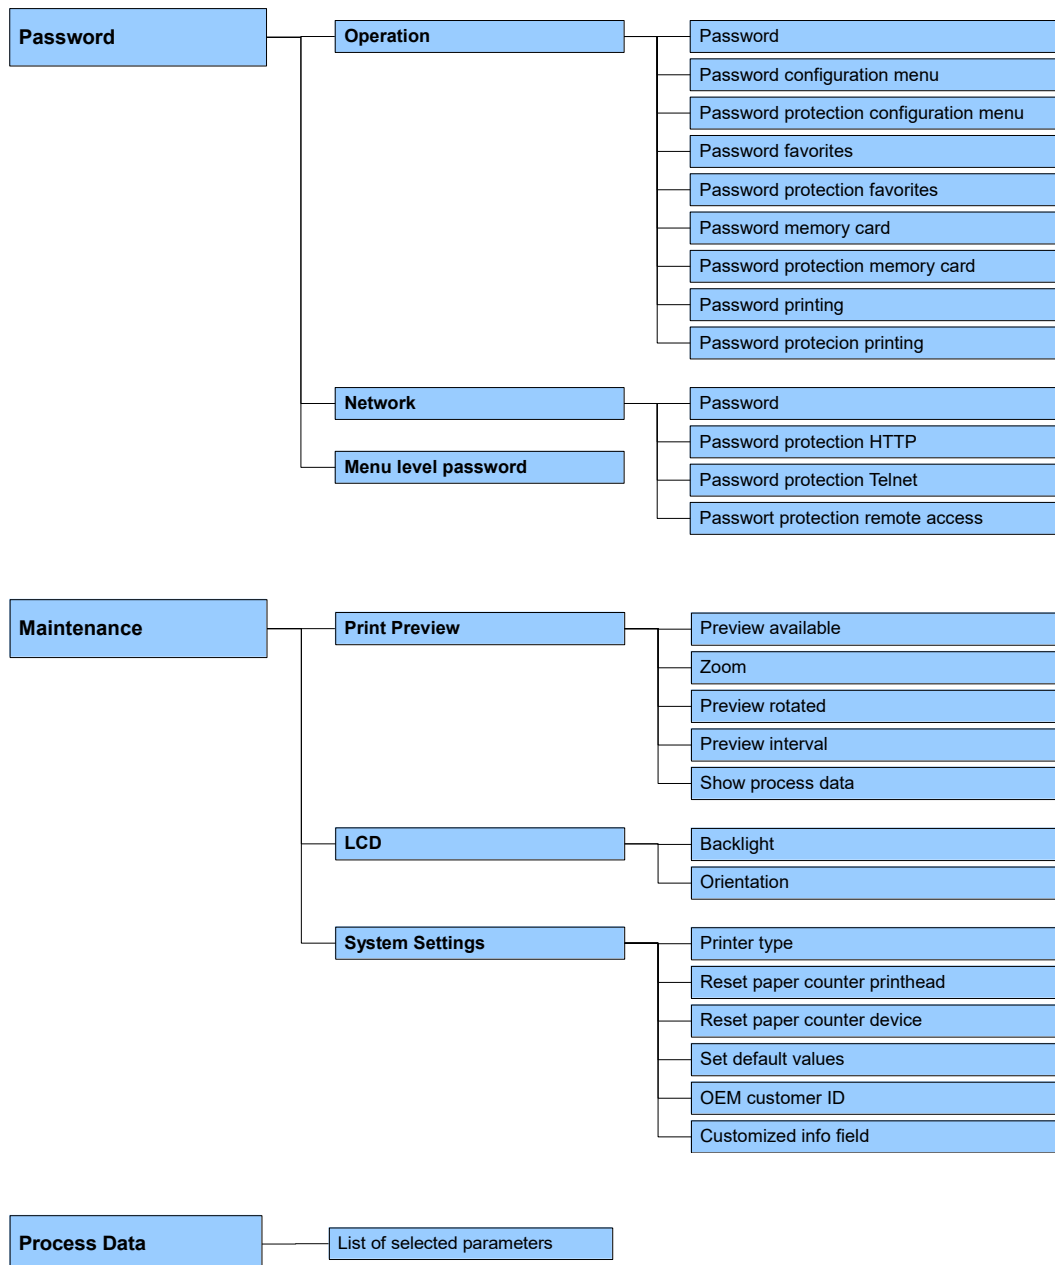 Password
Operation
Password
Password configuration menu
Password protection configuration menu
Password favorites
Password protection favorites
Password memory card
Password protection memory card
Password printing
Password protecion printing
Network
Password
Password protection HTTP
Menu level password
Password protection Telnet
Passwort protection remote access
Maintenance
Print Preview
Preview available
Zoom
Preview rotated
Preview interval
Show process data
LCD
Backlight
Orientation
System Settings
Printer type
Reset paper counter printhead
Reset paper counter device
Set default values
OEM customer ID
Customized info field
Process Data
List of selected parameters